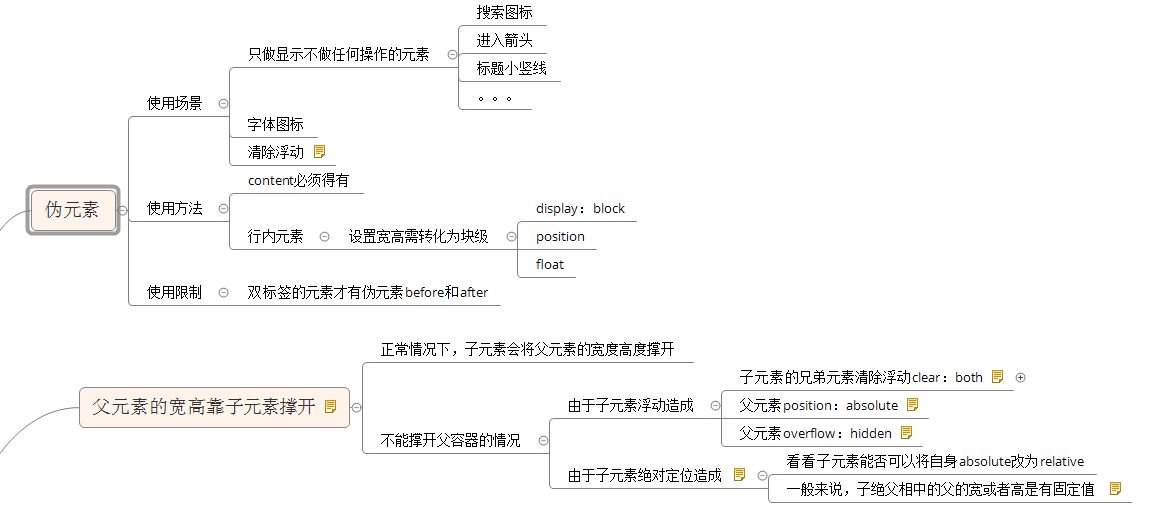 伪元素
使用场景
只做显示不做任何操作的元素
搜索图标
进入箭头
标题小竖线
。。。
字体图标
清除浮动
使用方法
content必须得有
行内元素
设置宽高需转化为块级
display：block
position
float
使用限制
双标签的元素才有伪元素before和after
父元素的宽高靠子元素撑开
正常情况下，子元素会将父元素的宽度高度撑开
不能撑开父容器的情况
由于子元素浮动造成
子元素的兄弟元素清除浮动clear：both
父元素position：absolute
父元素overflow：hidden
由于子元素绝对定位造成
看看子元素能否可以将自身absolute改为relative
一般来说，子绝父相中的父的宽或者高是有固定值